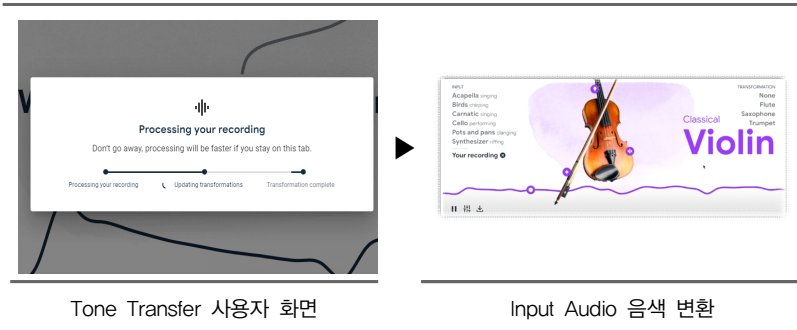 Processing your recording
Don't go away, processing will be faster if you stay on this tab.
Processing your recording
Updating transformations
Transformation complete
INPUT
Acapella singing
Birds chirping
Carnatic singing
Cello performing
Pots and pans clanging
Synthesizer riffing
Your recording
TRANSFORMATION
None
Flute
Saxophone
Trumpet
Classical
Violin
Tone Transfer 사용자 화면
Input Audio 음색 변환